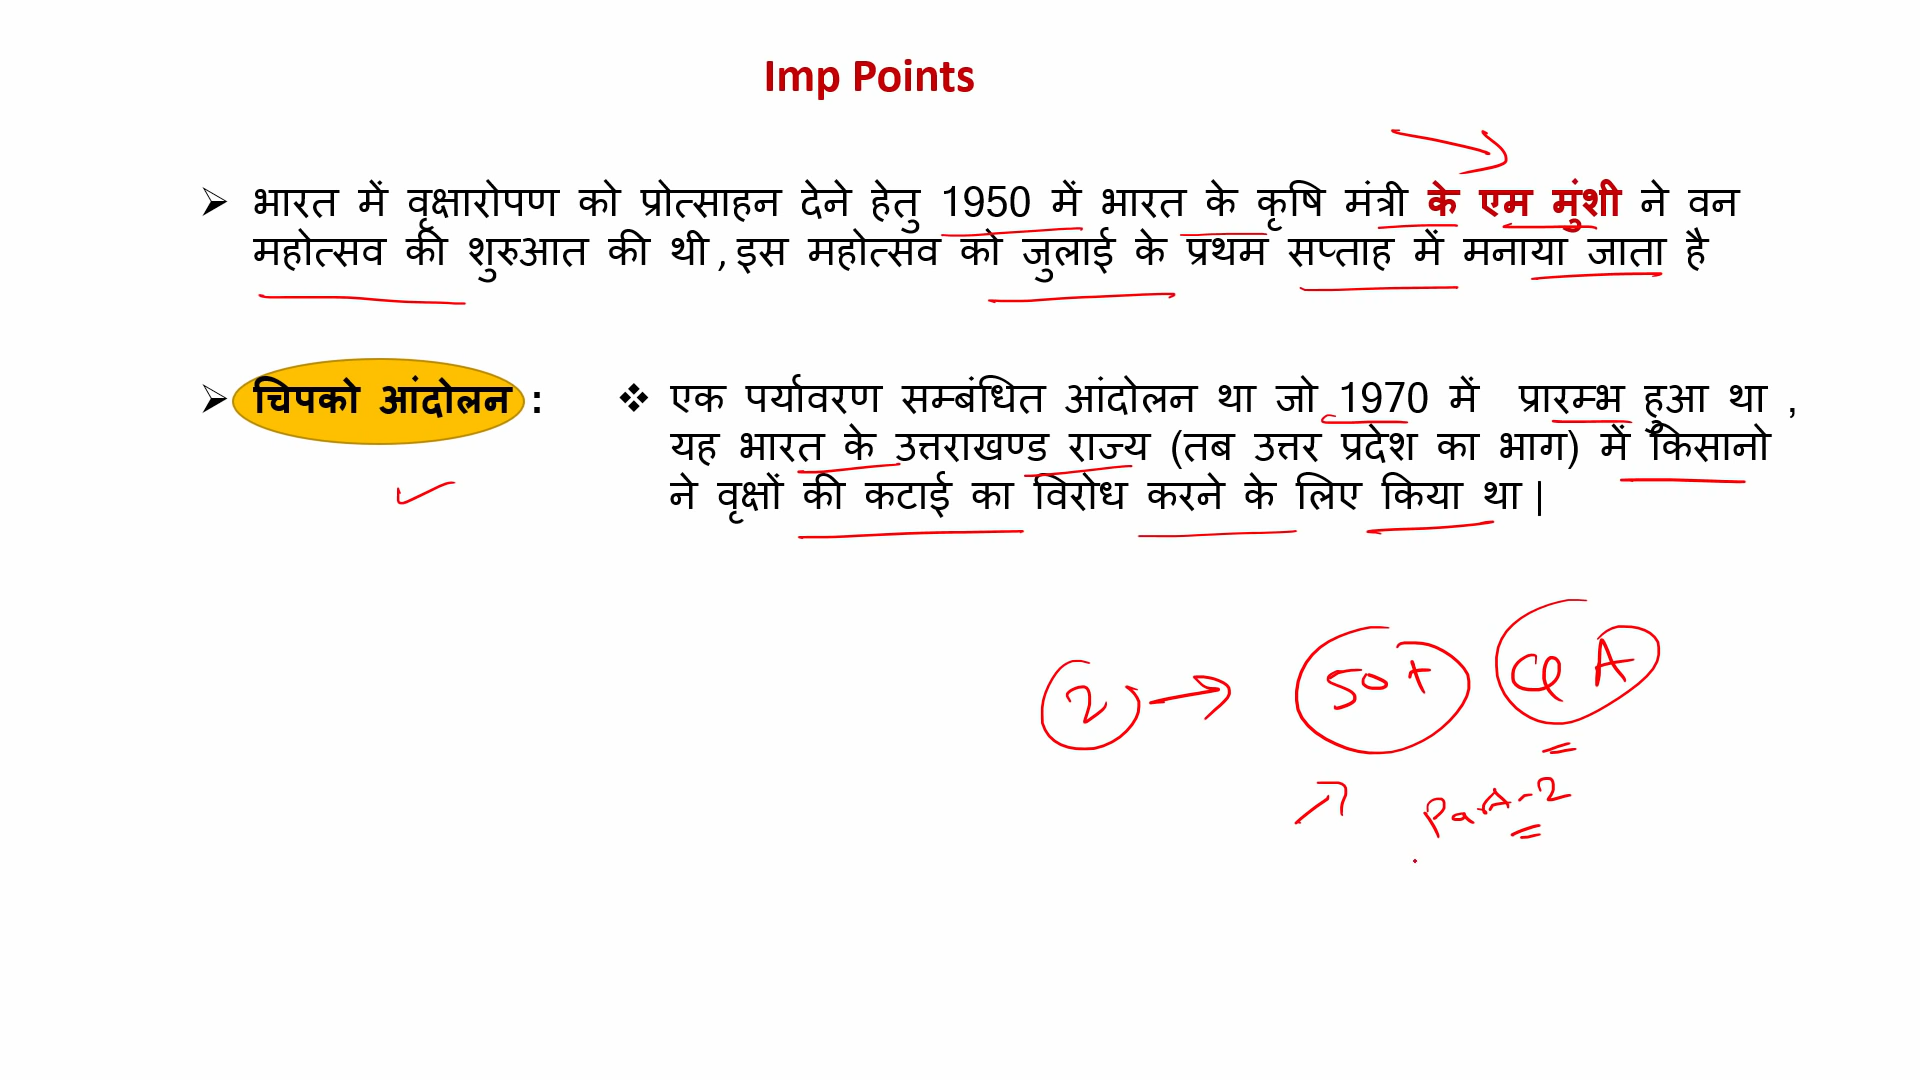 Imp Points
भारत में वृक्षारोपण को प्रोत्साहन देने हेतु 1950 में भारत के कृषि मंत्री के एम मुंशी ने वन
महोत्सव की शुरुआत की थी , इस महोत्सव को जुलाई के प्रथम सप्ताह में मनाया जाता है
चिपको आंदोलन :
एक पर्यावरण सम्बंधित आंदोलन था जो 1970 में प्रारम्भ हुआ था ,
यह भारत के उत्तराखण्ड राज्य (तब उत्तर प्रदेश का भाग) में किसानो
ने वृक्षों की कटाई का विरोध करने के लिए किया था |
2 → 50+ Q A
Part-2